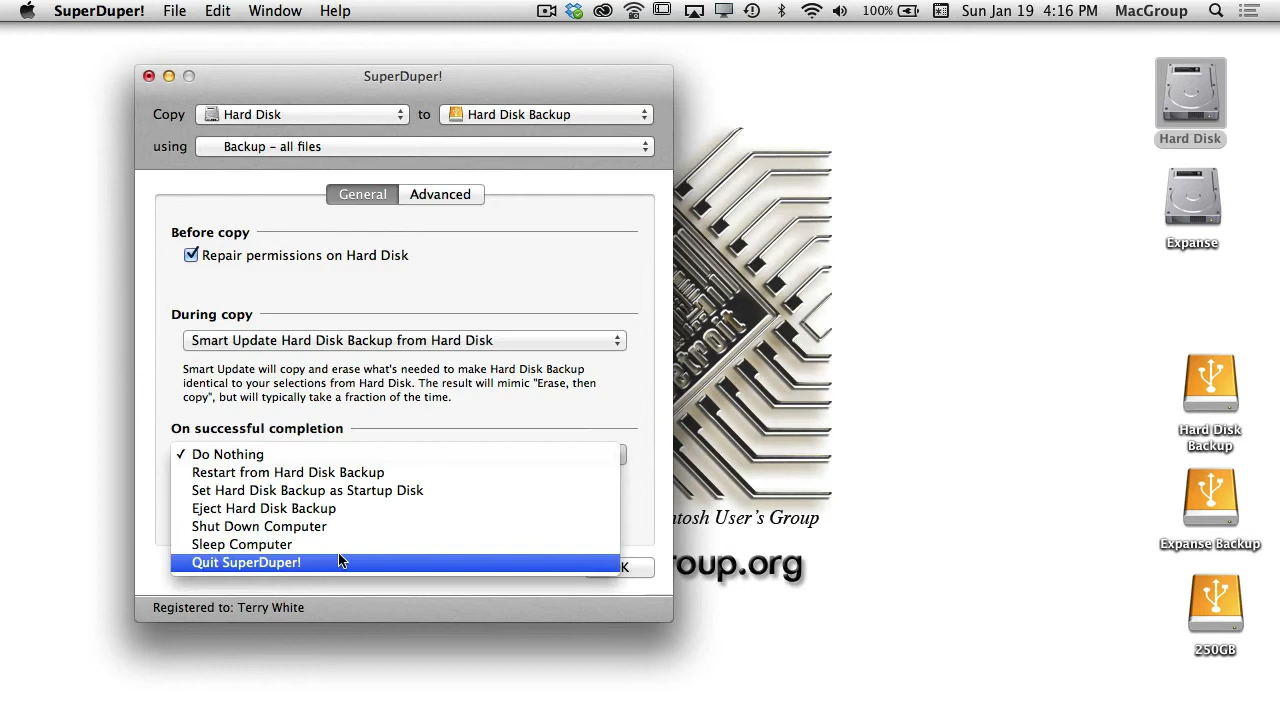 SuperDuper! File Edit Window Help 100% Sun Jan 19 4:16 PM MacGroup
SuperDuper!
Copy Hard Disk to Hard Disk Backup
using Backup - all files
General Advanced
Before copy
Repair permissions on Hard Disk
During copy
Smart Update Hard Disk Backup from Hard Disk
Smart Update will copy and erase what's needed to make Hard Disk Backup
identical to your selections from Hard Disk. The result will mimic "Erase, then
copy", but will typically take a fraction of the time.
On successful completion
✓ Do Nothing
Restart from Hard Disk Backup
Set Hard Disk Backup as Startup Disk
Eject Hard Disk Backup
Shut Down Computer
Sleep Computer
Quit SuperDuper!
K
Registered to: Terry White
etroit
ntosh User's Group
roup.org
Hard Disk
Expanse
Hard Disk
Backup
Expanse Backup
250GB